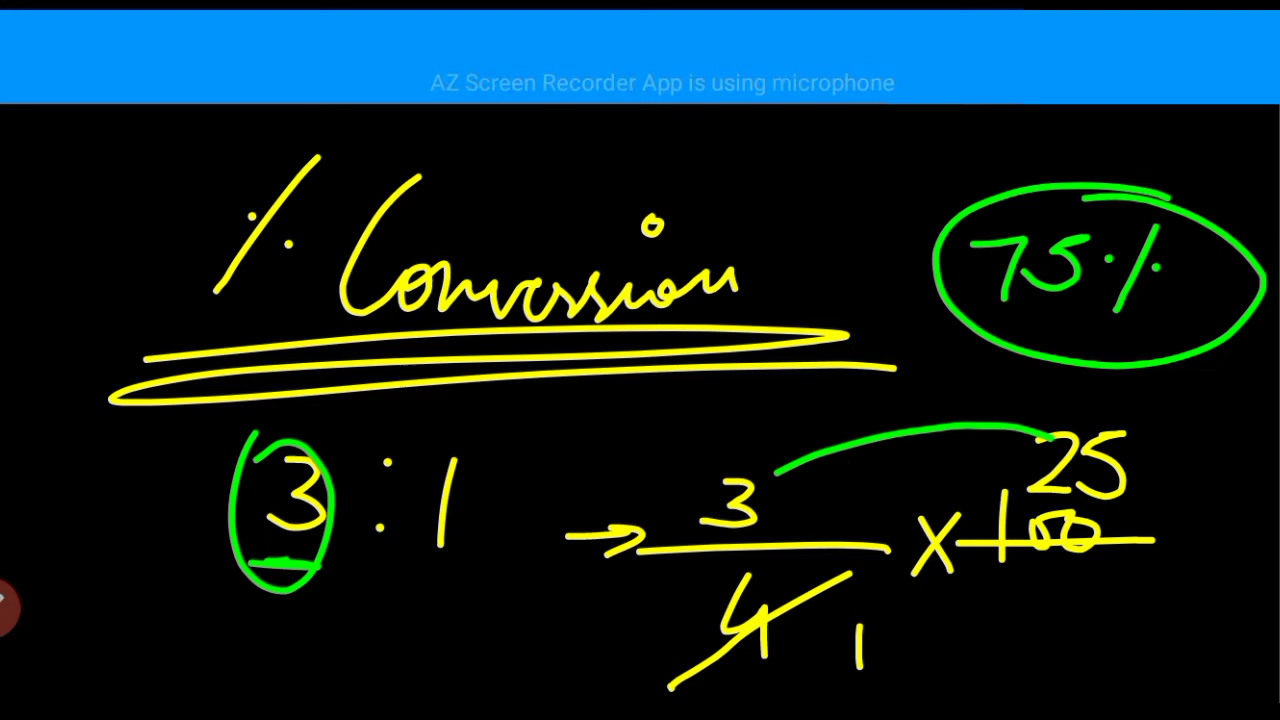 AZ Screen Recorder App is using microphone
% Conversion
75%
3 : 1 → 3/4 × 100
25
1